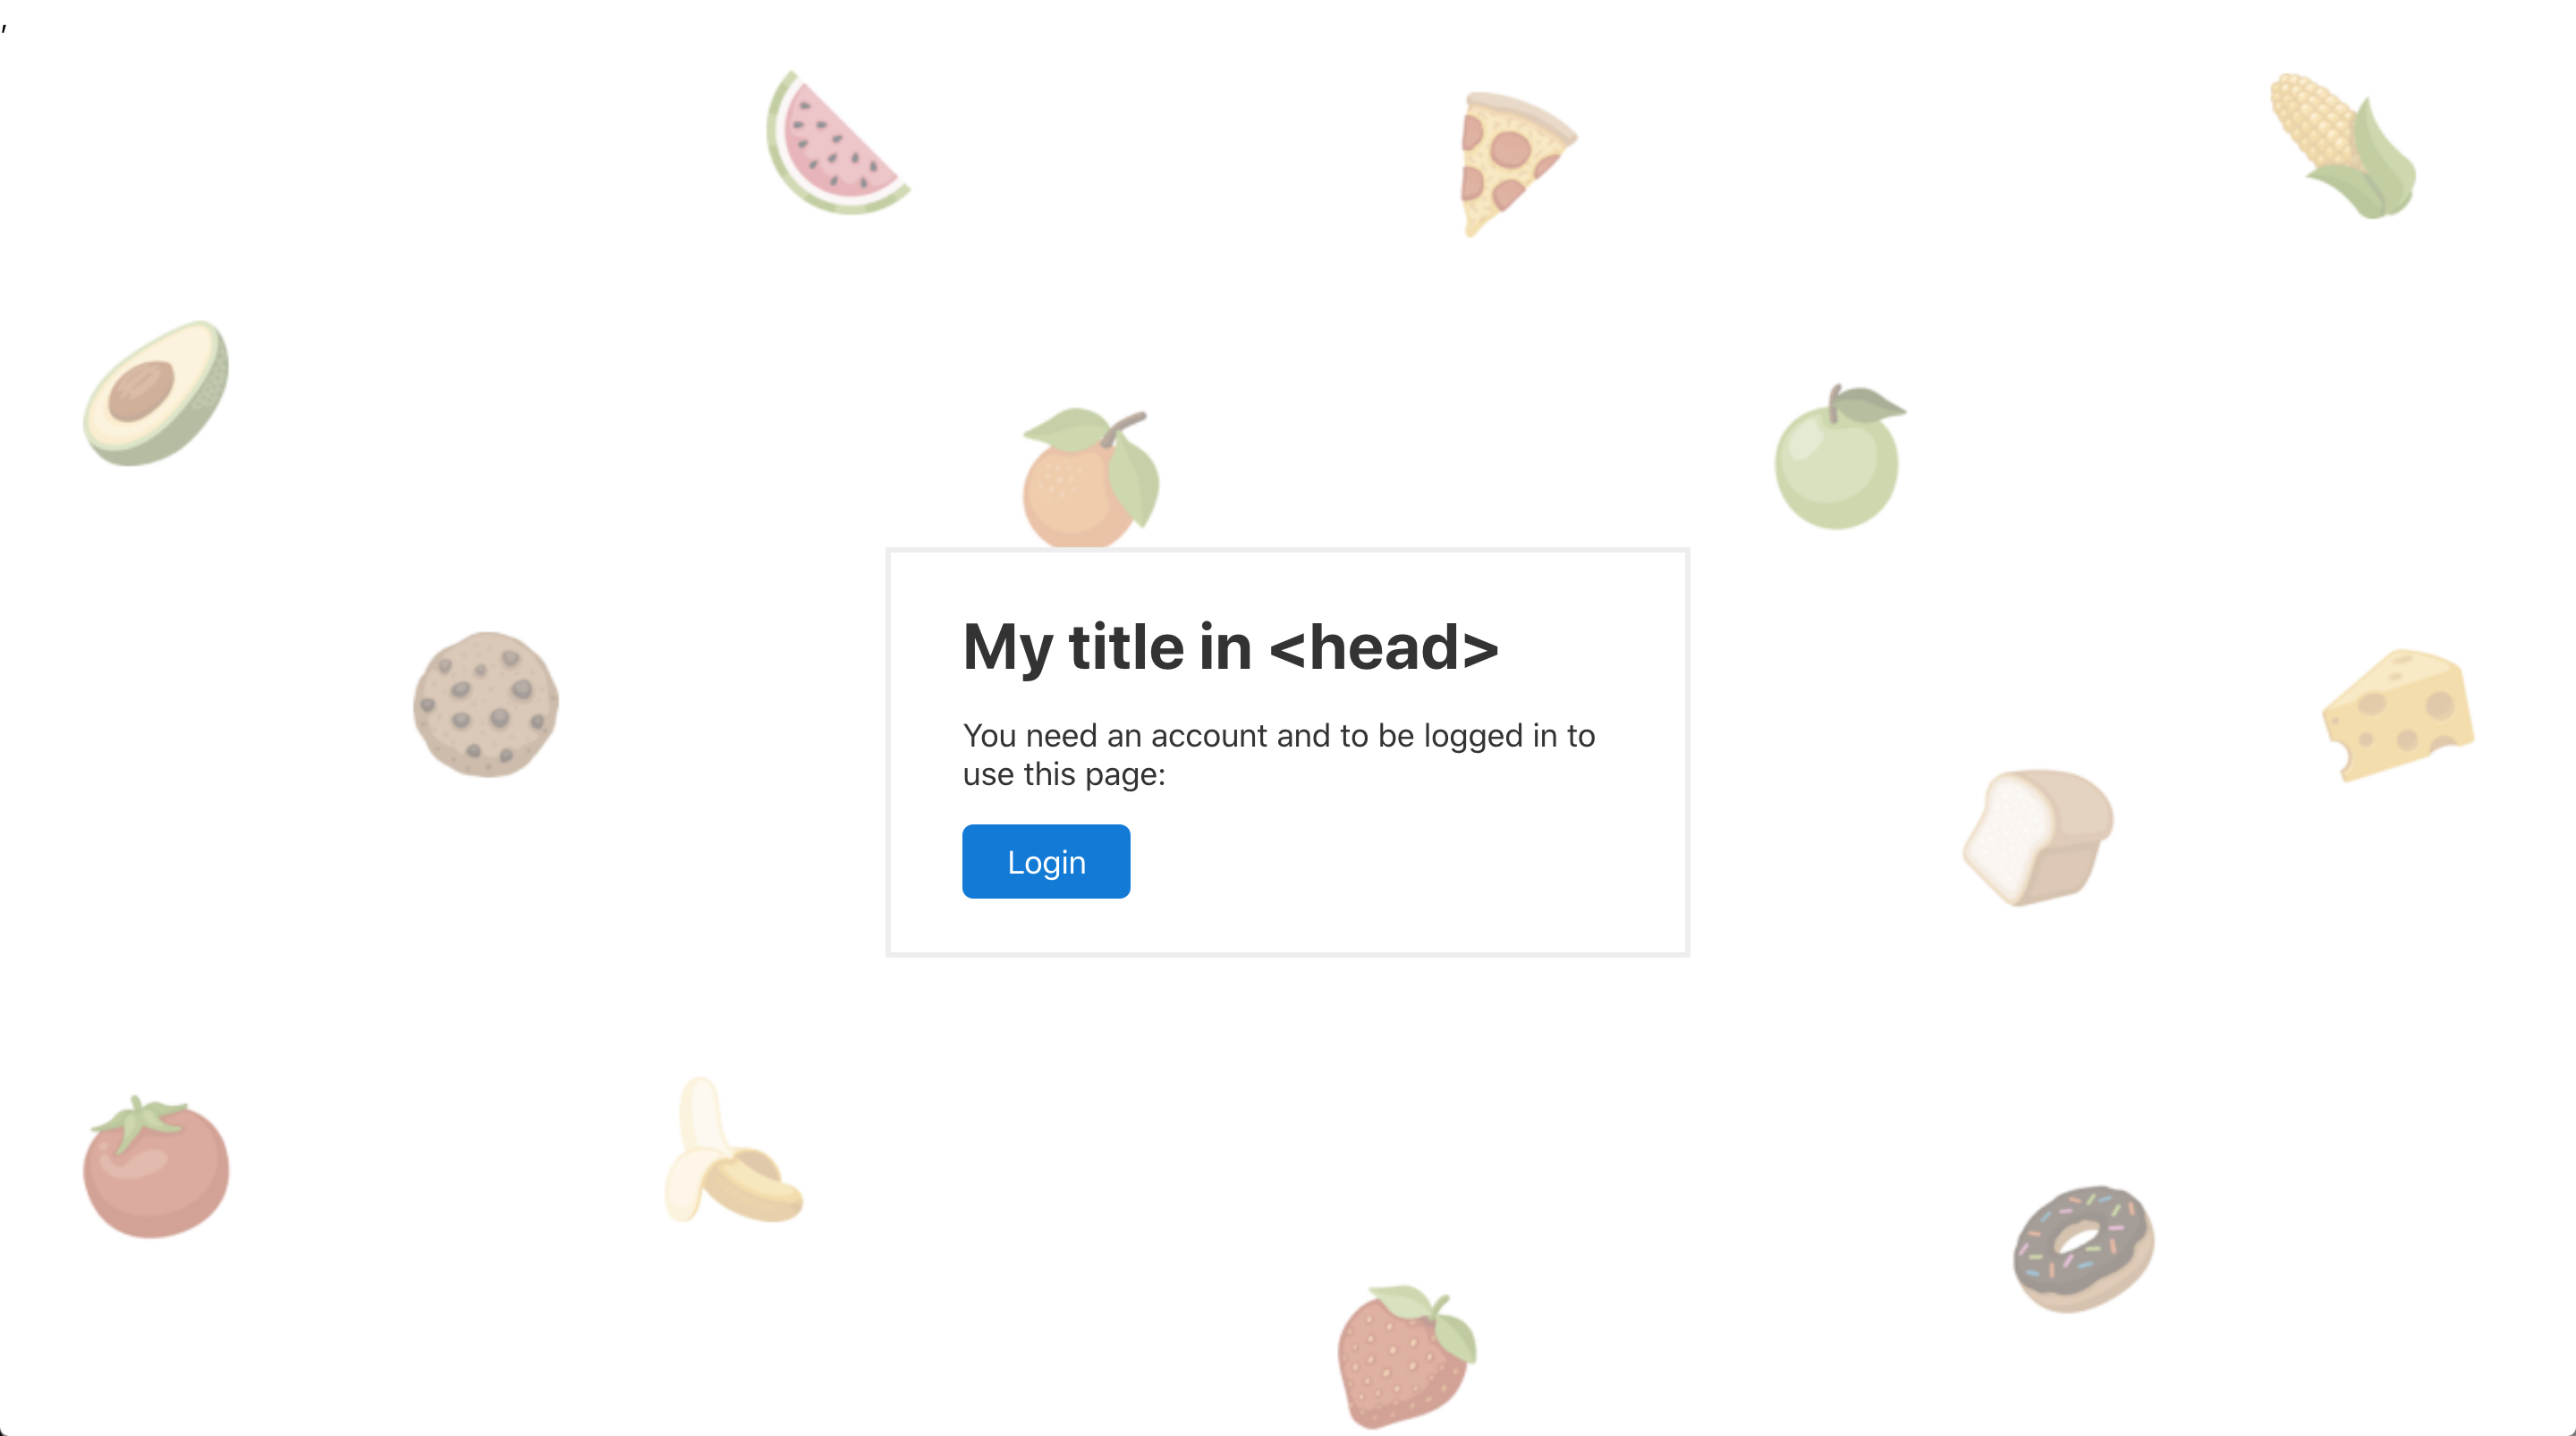 ,
My title in <head>
You need an account and to be logged in to
use this page:
Login